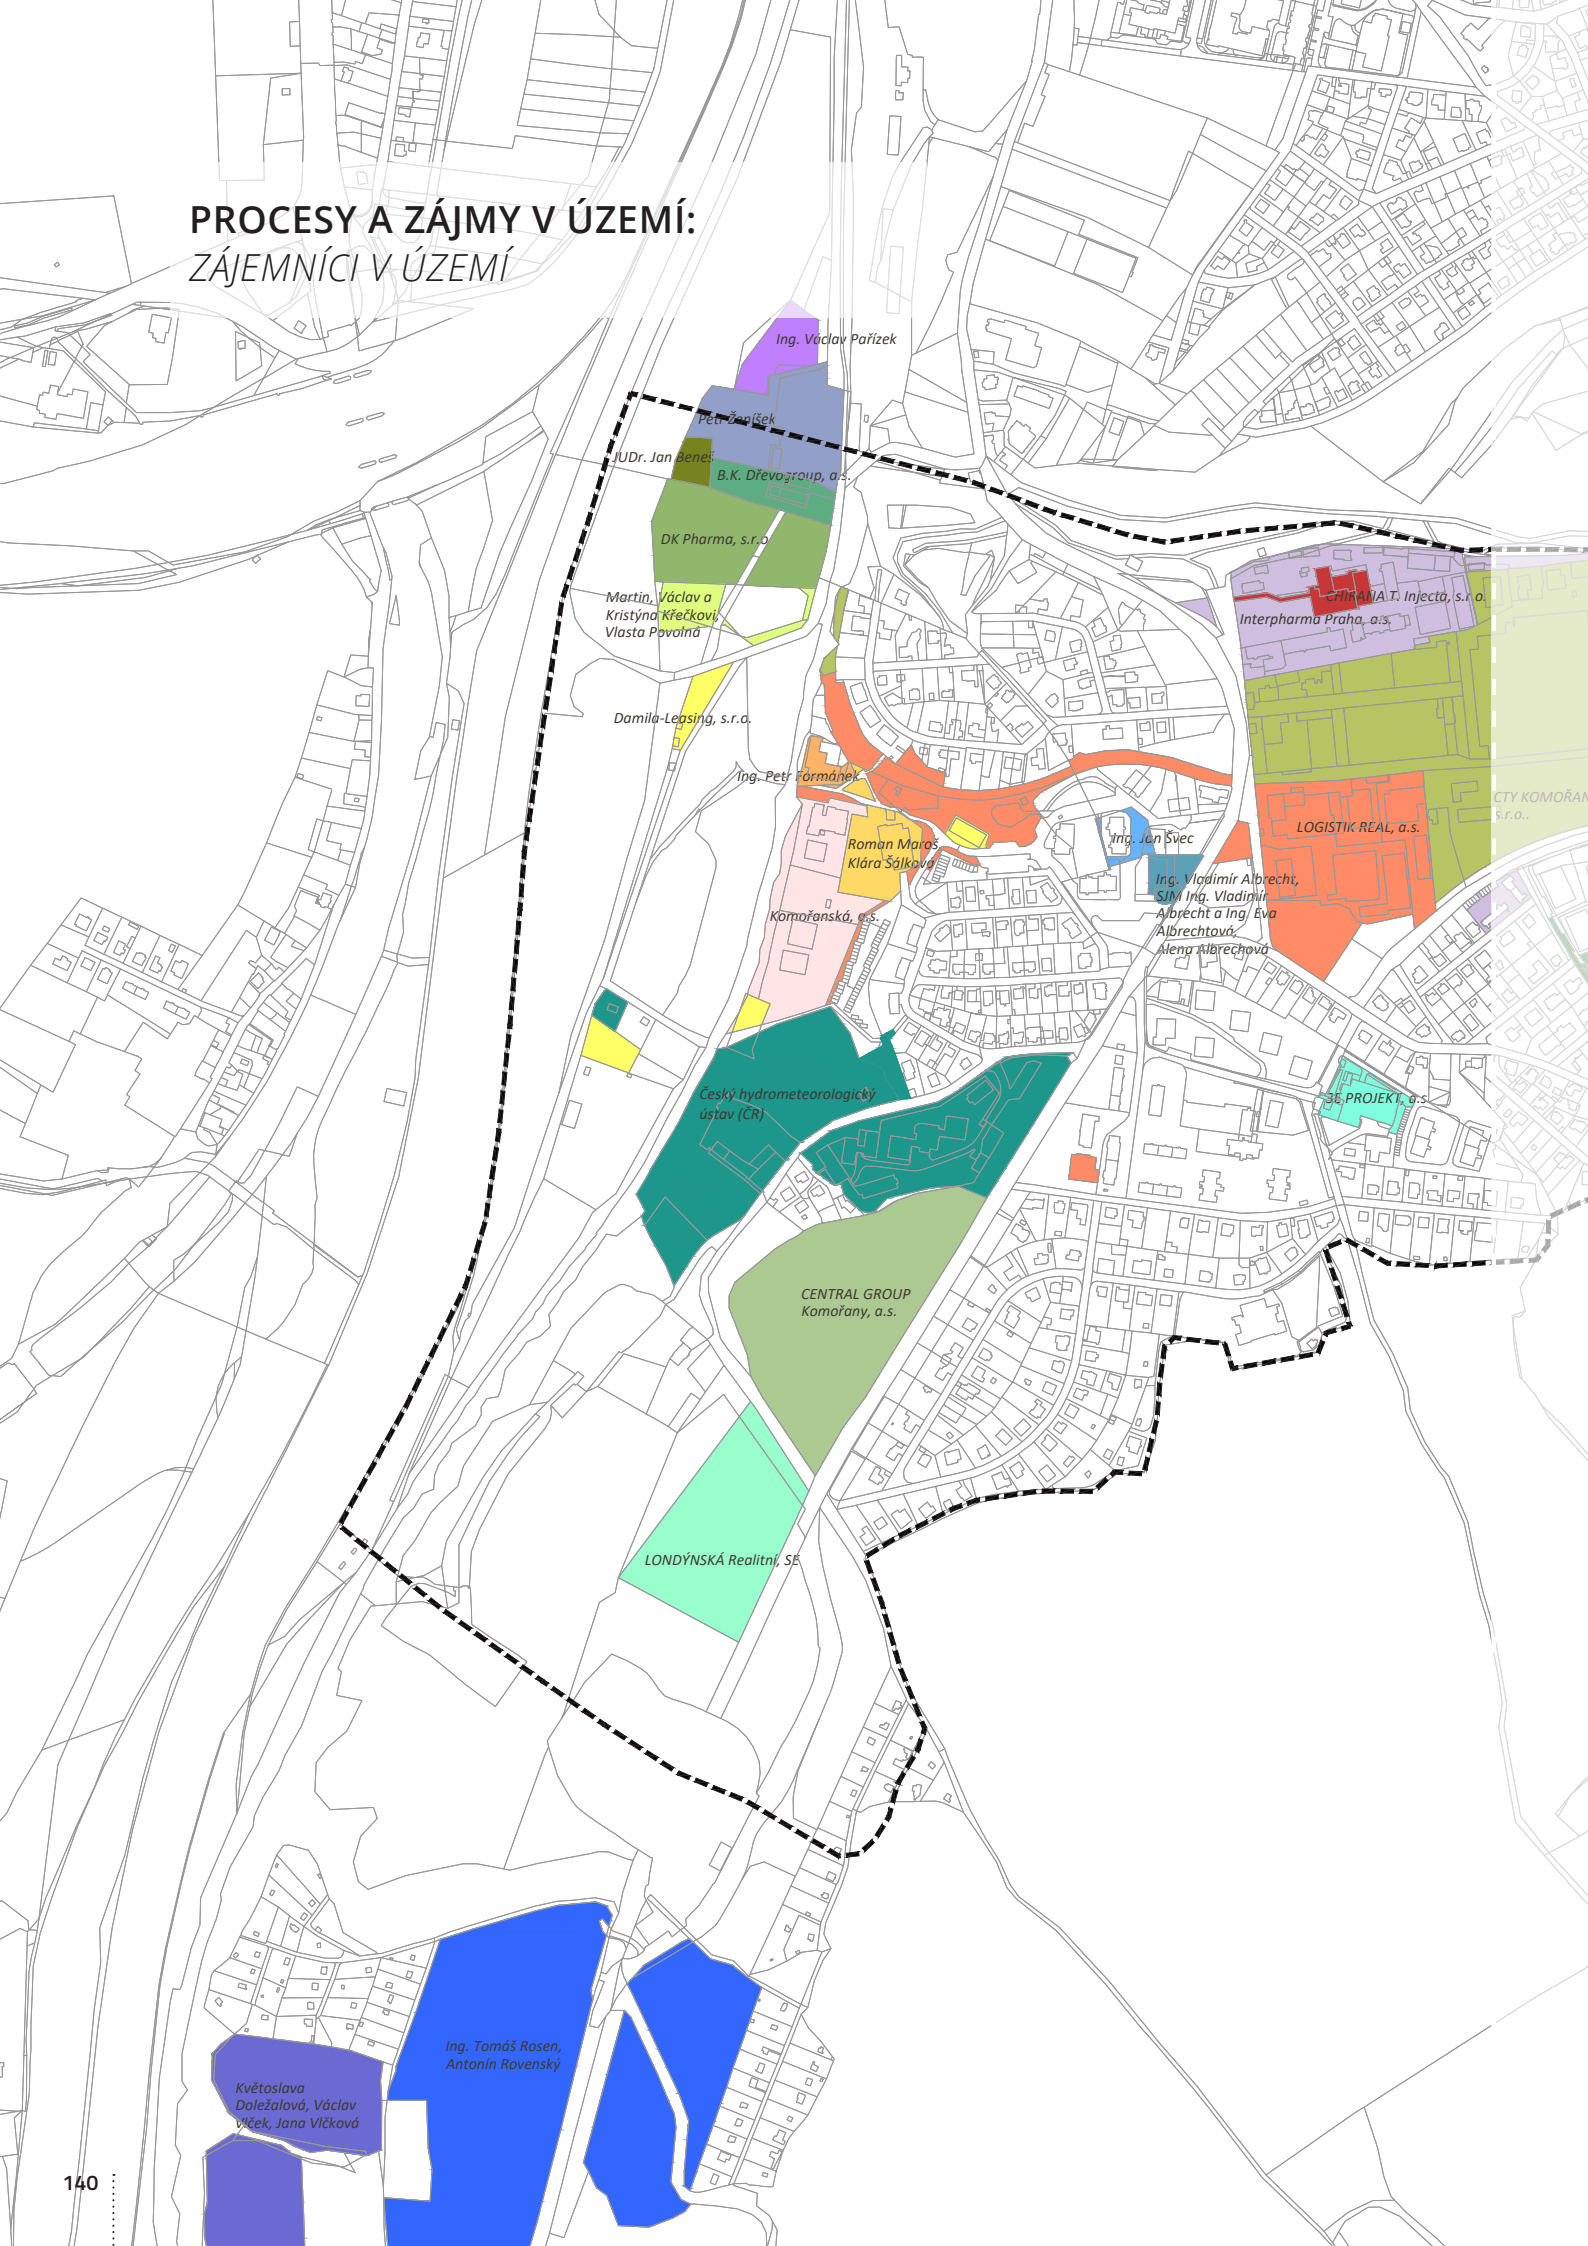 PROCESY A ZÁJMY V ÚZEMÍ:
ZÁJEMNÍCI V ÚZEMÍ
Ing. Václav Pařízek
Petr Ženíšek
JUDr. Jan Beneš
B.K. Dřevogroup, a.s.
DK Pharma, s.r.o
Martin, Václav a
Kristýna Křečkovi,
Vlasta Povolná
CHIRANA T. Injecta, s.r.o.
Interpharma Praha, a.s.
Damila-Leasing, s.r.o.
Ing. Petr Formánek
CTY KOMOŘAN
s.r.o..
LOGISTIK REAL, a.s.
Ing. Jan Švec
Roman Maroš
Klára Šálková
Ing. Vladimír Albrecht,
SJM Ing. Vladimír
Albrecht a Ing. Eva
Albrechtová,
Alena Albrechová
Komořanská, a.s.
Český hydrometeorologický
ústav (ČR)
3E PROJEKT, a.s.
CENTRAL GROUP
Komořany, a.s.
LONDÝNSKÁ Realitní, SE
Ing. Tomáš Rosen,
Antonín Rovenský
Květoslava
Doležalová, Václav
Vlček, Jana Vlčková
140